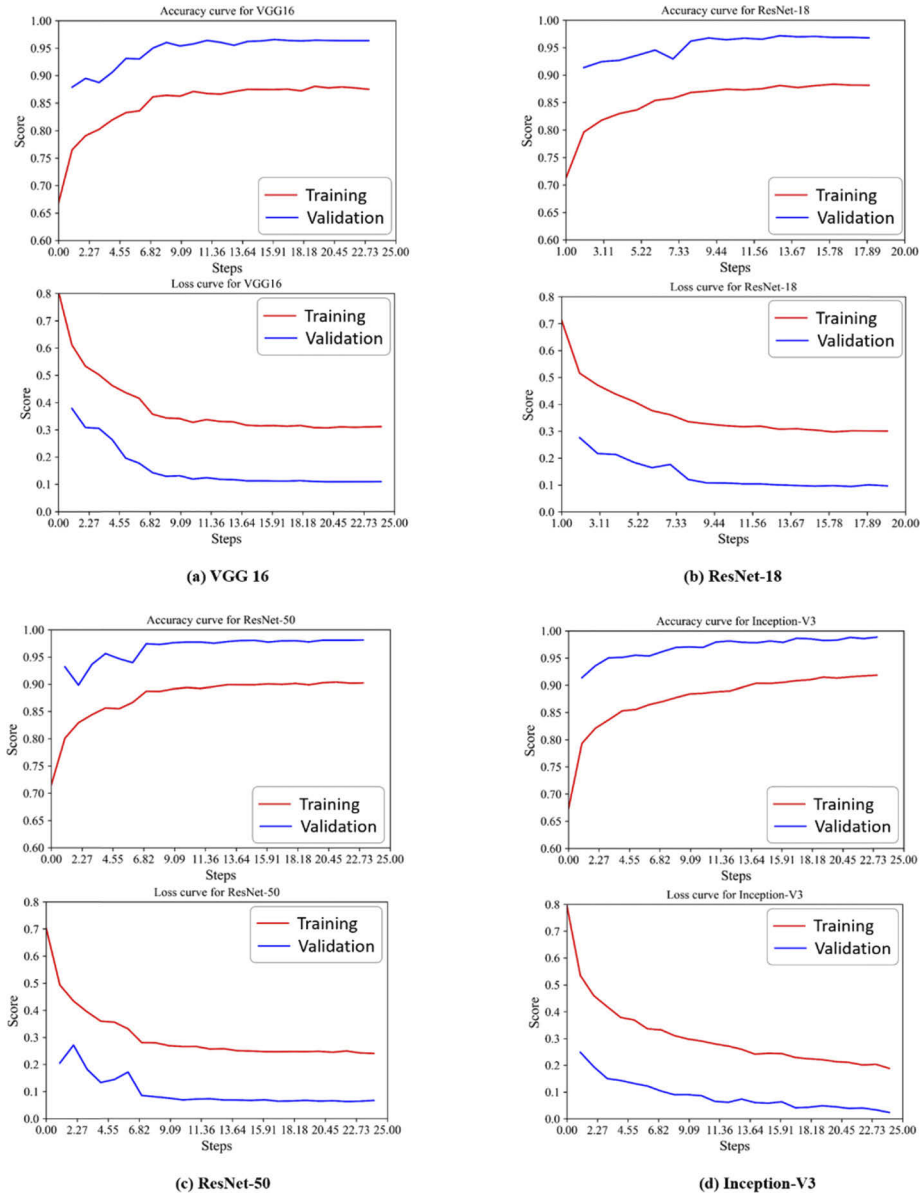 Accuracy curve for VGG16
1.00
0.95
0.90
0.85
0.80
0.75
0.70
0.65
0.60
Score
Training
Validation
0.00 2.27 4.55 6.82 9.09 11.36 13.64 15.91 18.18 20.45 22.73 25.00
Steps
Loss curve for VGG16
0.8
0.7
0.6
0.5
0.4
0.3
0.2
0.1
0.0
Score
Training
Validation
0.00 2.27 4.55 6.82 9.09 11.36 13.64 15.91 18.18 20.45 22.73 25.00
Steps
(a) VGG 16
Accuracy curve for ResNet-18
1.00
0.95
0.90
0.85
0.80
0.75
0.70
0.65
0.60
Score
Training
Validation
1.00 3.11 5.22 7.33 9.44 11.56 13.67 15.78 17.89 20.00
Steps
Loss curve for ResNet-18
0.8
0.7
0.6
0.5
0.4
0.3
0.2
0.1
0.0
Score
Training
Validation
1.00 3.11 5.22 7.33 9.44 11.56 13.67 15.78 17.89 20.00
Steps
(b) ResNet-18
Accuracy curve for ResNet-50
1.00
0.95
0.90
0.85
0.80
0.75
0.70
0.65
0.60
Score
Training
Validation
0.00 2.27 4.55 6.82 9.09 11.36 13.64 15.91 18.18 20.45 22.73 25.00
Steps
Loss curve for ResNet-50
0.8
0.7
0.6
0.5
0.4
0.3
0.2
0.1
0.0
Score
Training
Validation
0.00 2.27 4.55 6.82 9.09 11.36 13.64 15.91 18.18 20.45 22.73 25.00
Steps
(c) ResNet-50
Accuracy curve for Inception-V3
1.00
0.95
0.90
0.85
0.80
0.75
0.70
0.65
0.60
Score
Training
Validation
0.00 2.27 4.55 6.82 9.09 11.36 13.64 15.91 18.18 20.45 22.73 25.00
Steps
Loss curve for Inception-V3
0.8
0.7
0.6
0.5
0.4
0.3
0.2
0.1
0.0
Score
Training
Validation
0.00 2.27 4.55 6.82 9.09 11.36 13.64 15.91 18.18 20.45 22.73 25.00
Steps
(d) Inception-V3